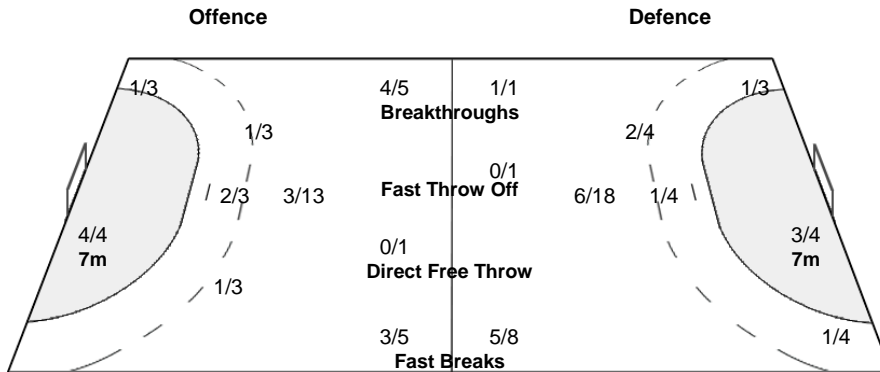 Offence Defence
1/3 4/5 1/1 1/3
Breakthroughs
1/3 2/4
0/1
2/3 3/13 Fast Throw Off 6/18 1/4
4/4 3/4
7m 7m
0/1
Direct Free Throw
1/3
3/5 5/8 1/4
Fast Breaks